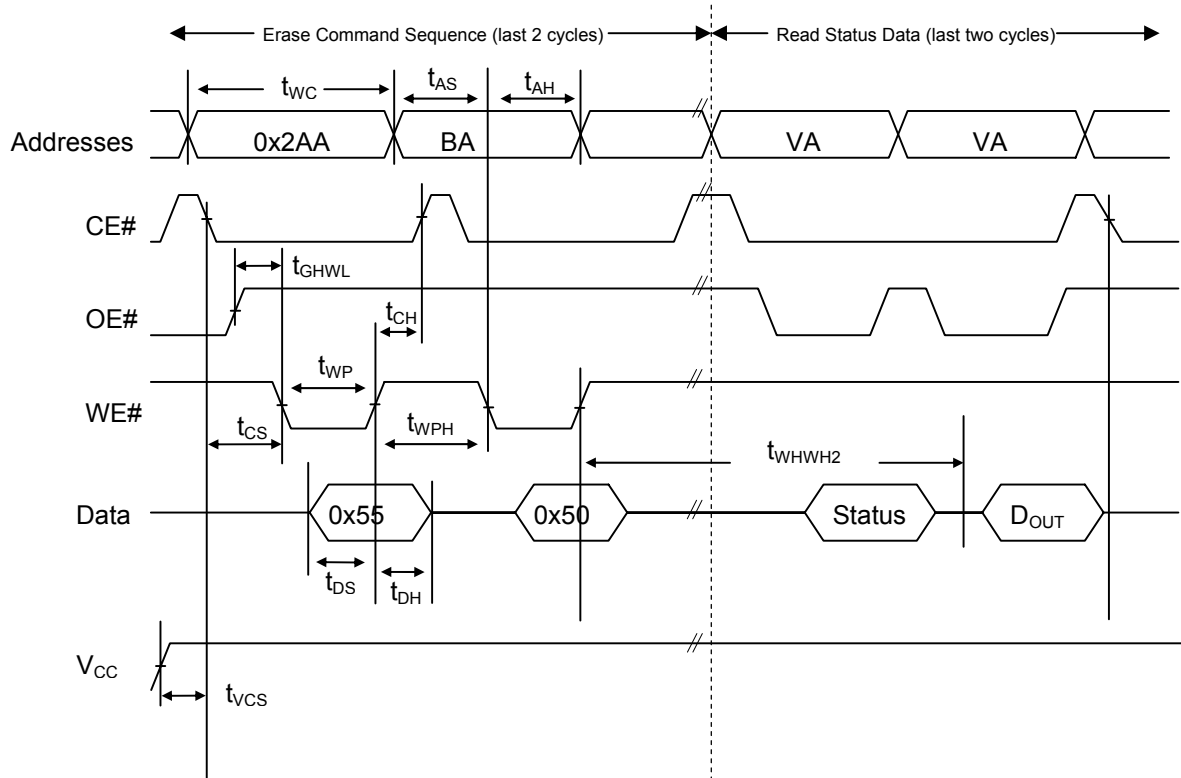 Erase Command Sequence (last 2 cycles)
Read Status Data (last two cycles)
tWC
tAS
tAH
Addresses
0x2AA
BA
VA
VA
CE#
tGHWL
OE#
tCH
tWP
WE#
tCS
tWPH
tWHWH2
Data
0x55
0x50
Status
DOUT
tDS
tDH
VCC
tVCS